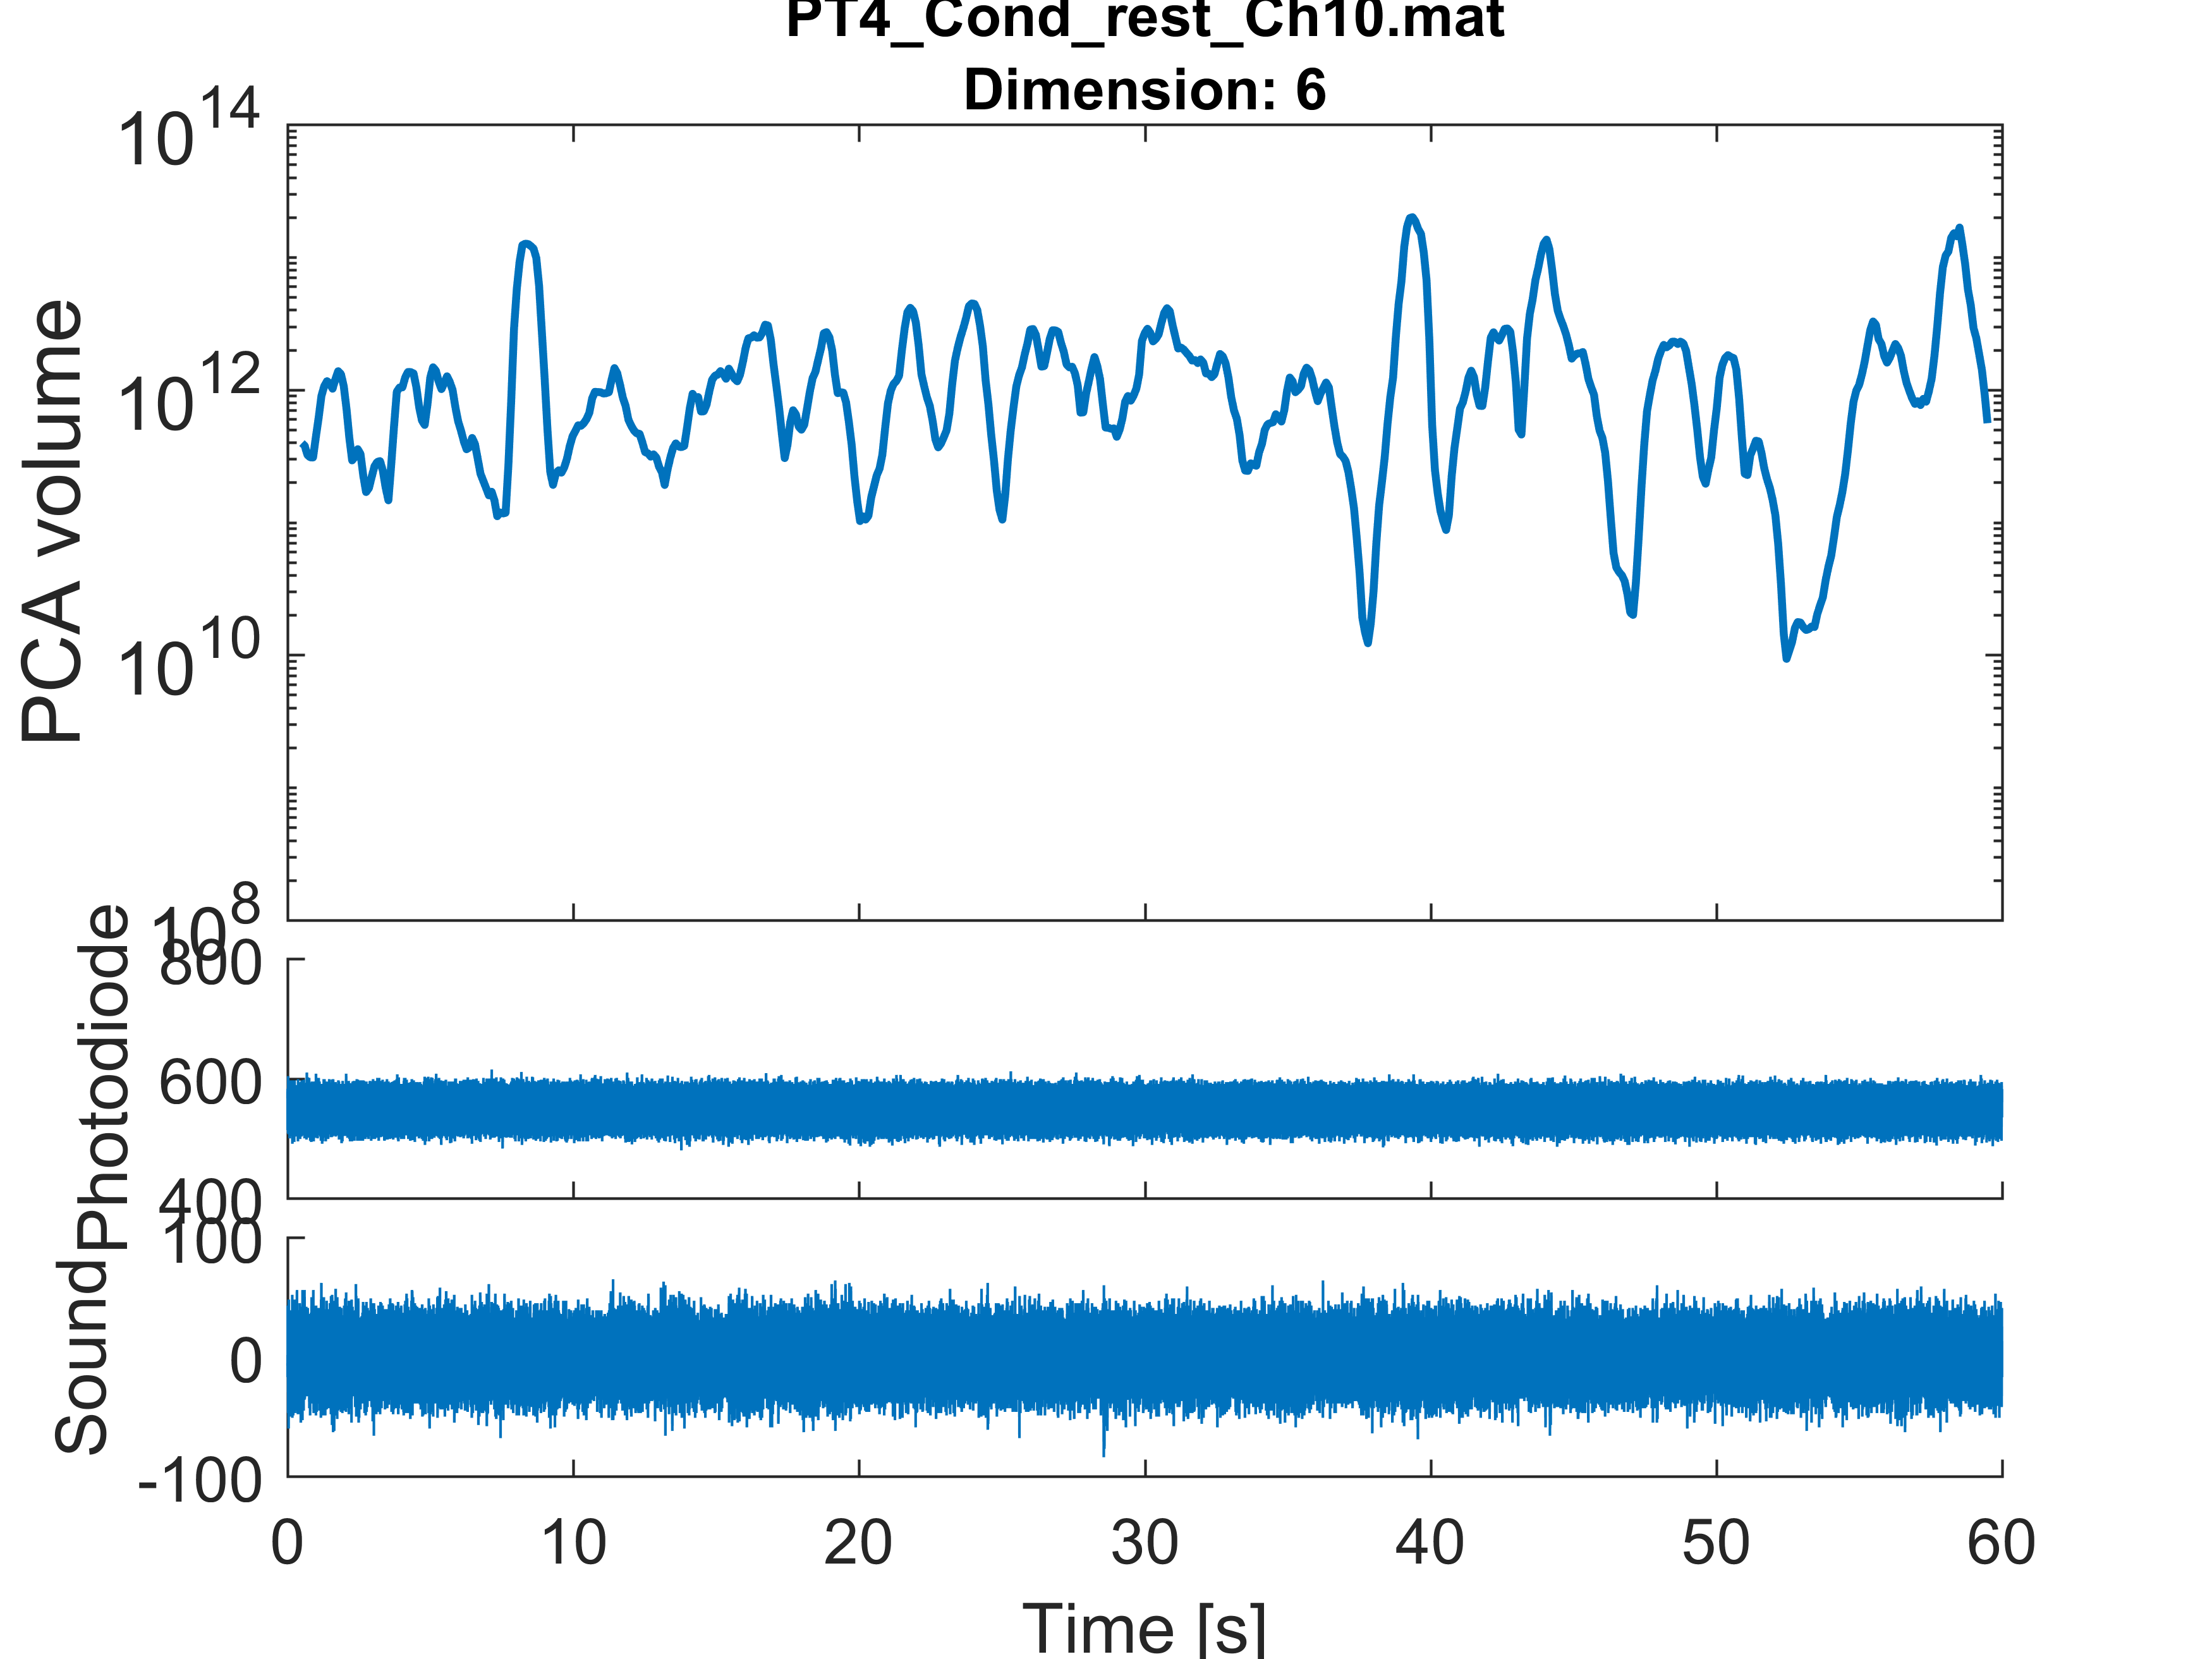 PT4_Cond_rest_Ch10.mat
Dimension: 6
PCA volume
10^14
10^12
10^10
10^8
Photodiode
800
600
400
Sound
100
0
-100
0 10 20 30 40 50 60
Time [s]